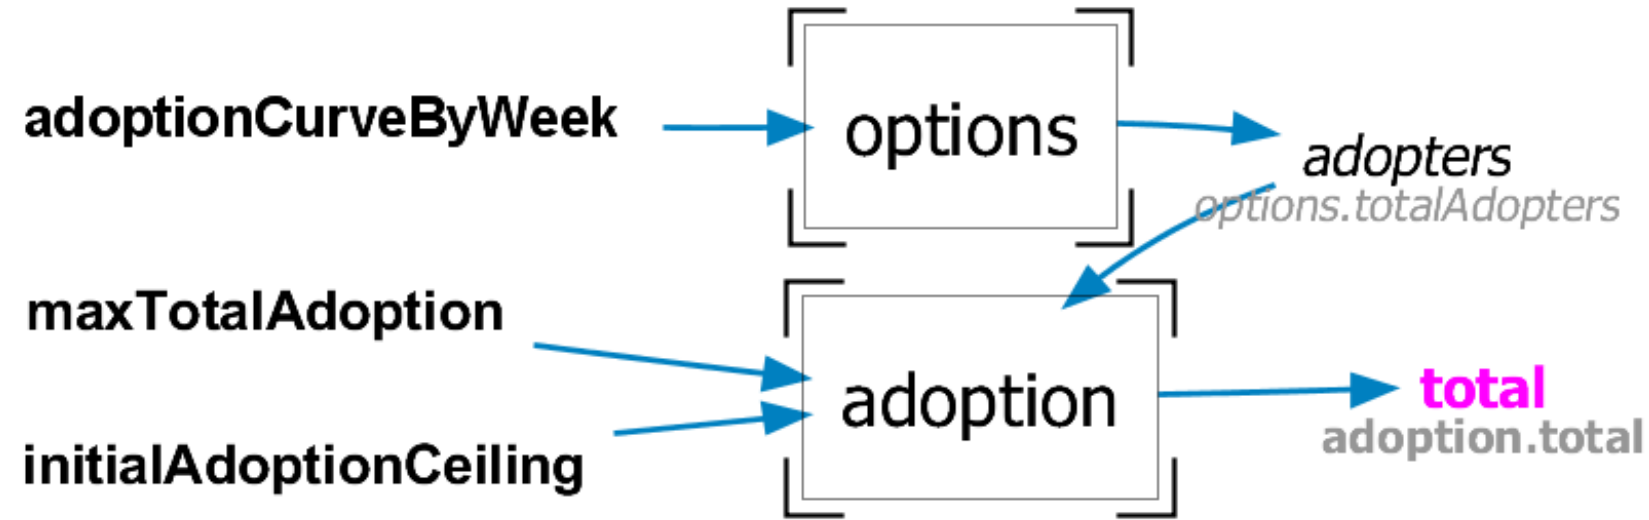 adoptionCurveByWeek
options
adopters
options.totalAdopters
maxTotalAdoption
adoption
total
adoption.total
initialAdoptionCeiling